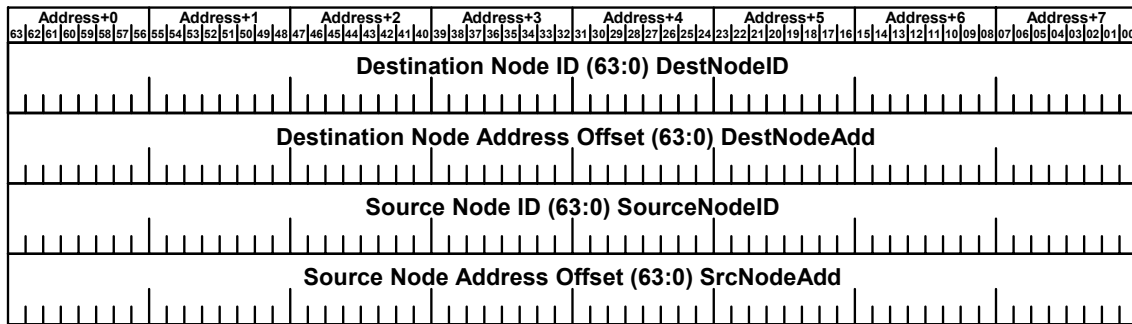 Address+0 Address+1 Address+2 Address+3 Address+4 Address+5 Address+6 Address+7
63 62 61 60 59 58 57 56 55 54 53 52 51 50 49 48 47 46 45 44 43 42 41 40 39 38 37 36 35 34 33 32 31 30 29 28 27 26 25 24 23 22 21 20 19 18 17 16 15 14 13 12 11 10 09 08 07 06 05 04 03 02 01 00
Destination Node ID (63:0) DestNodeID
Destination Node Address Offset (63:0) DestNodeAdd
Source Node ID (63:0) SourceNodeID
Source Node Address Offset (63:0) SrcNodeAdd